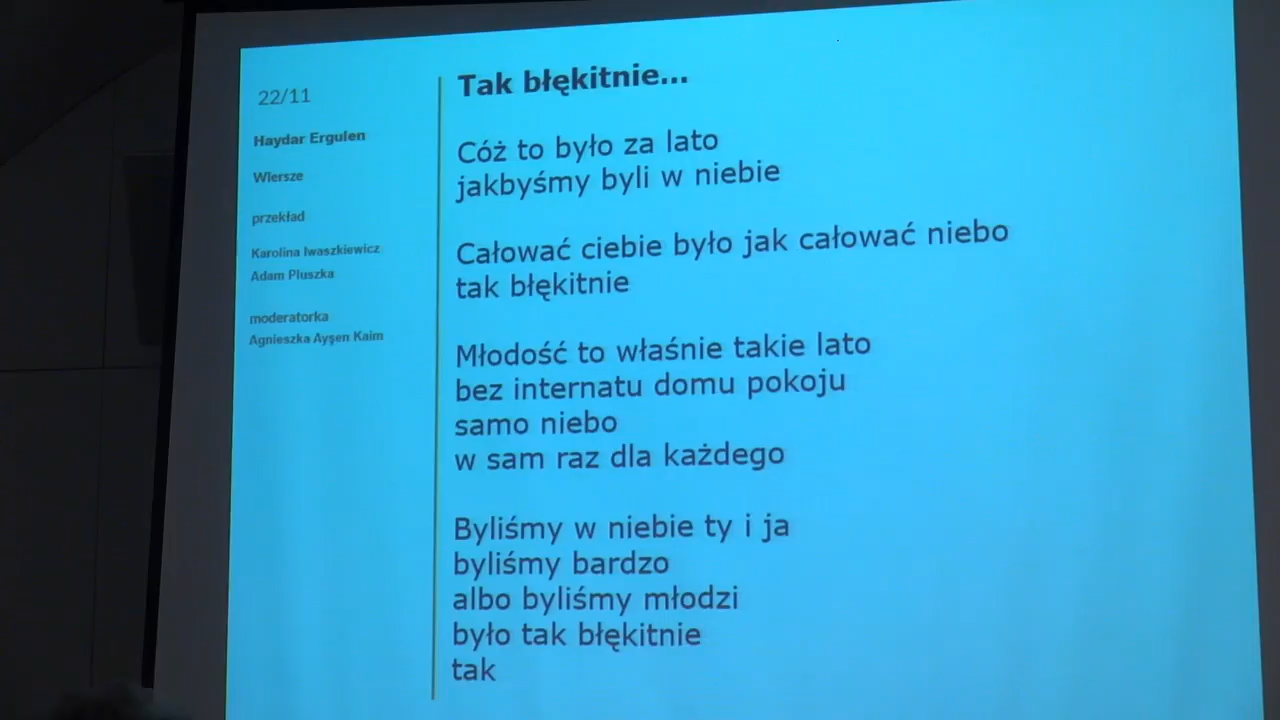 22/11
Haydar Ergulen
Wiersze
przekład
Karolina Iwaszkiewicz
Adam Pluszka
moderatorka
Agnieszka Ayşen Kaim
Tak błękitnie...
Cóż to było za lato
jakbyśmy byli w niebie
Całować ciebie było jak całować niebo
tak błękitnie
Młodość to właśnie takie lato
bez internatu domu pokoju
samo niebo
w sam raz dla każdego
Byliśmy w niebie ty i ja
byliśmy bardzo
albo byliśmy młodzi
było tak błękitnie
tak